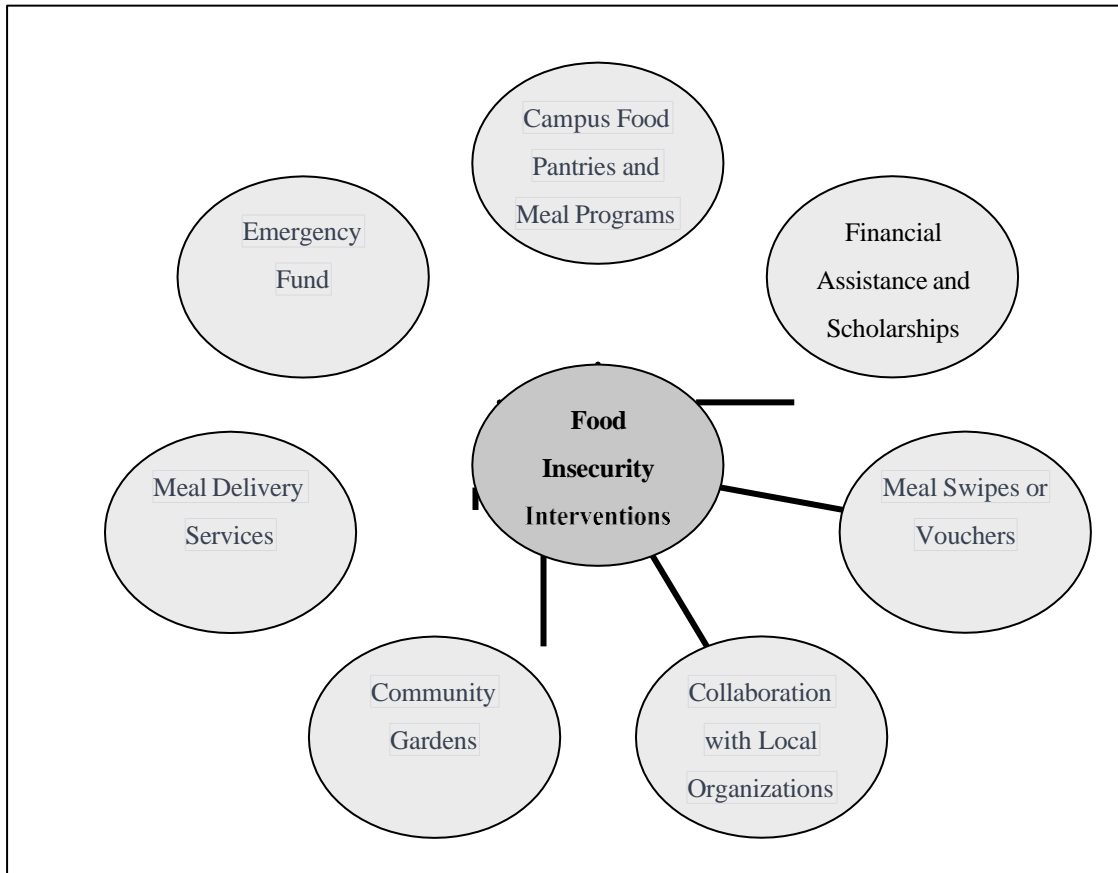 Campus Food
Pantries and
Meal Programs
Financial
Assistance and
Scholarships
Meal Swipes or
Vouchers
Collaboration
with Local
Organizations
Community
Gardens
Meal Delivery
Services
Emergency
Fund
Food
Insecurity
Interventions